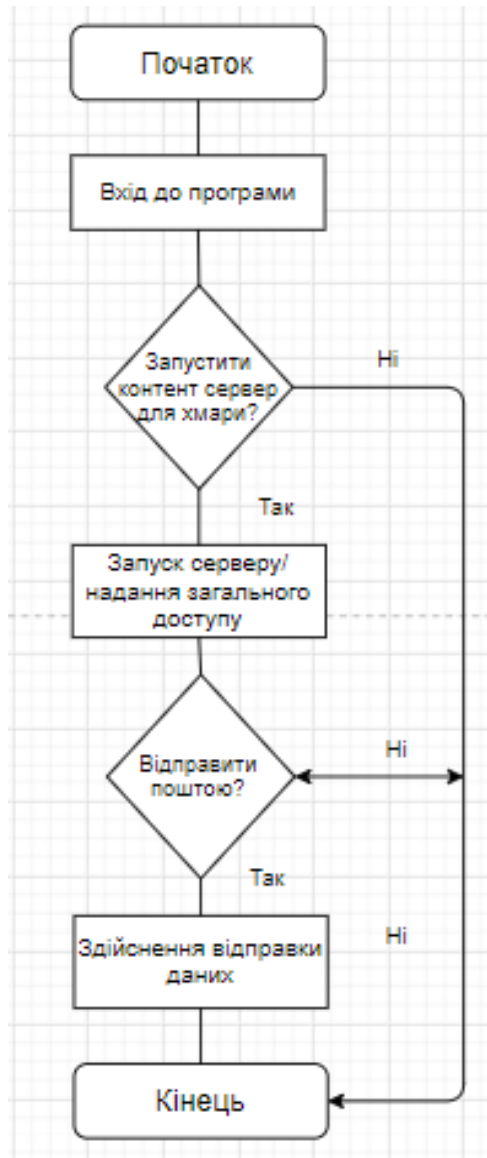 Початок
Вхід до програми
Запустити
контент сервер
для хмари?
Ні
Так
Запуск серверу/
надання загального
доступу
Відправити
поштою?
Ні
Так
Здійснення відправки
даних
Ні
Кінець